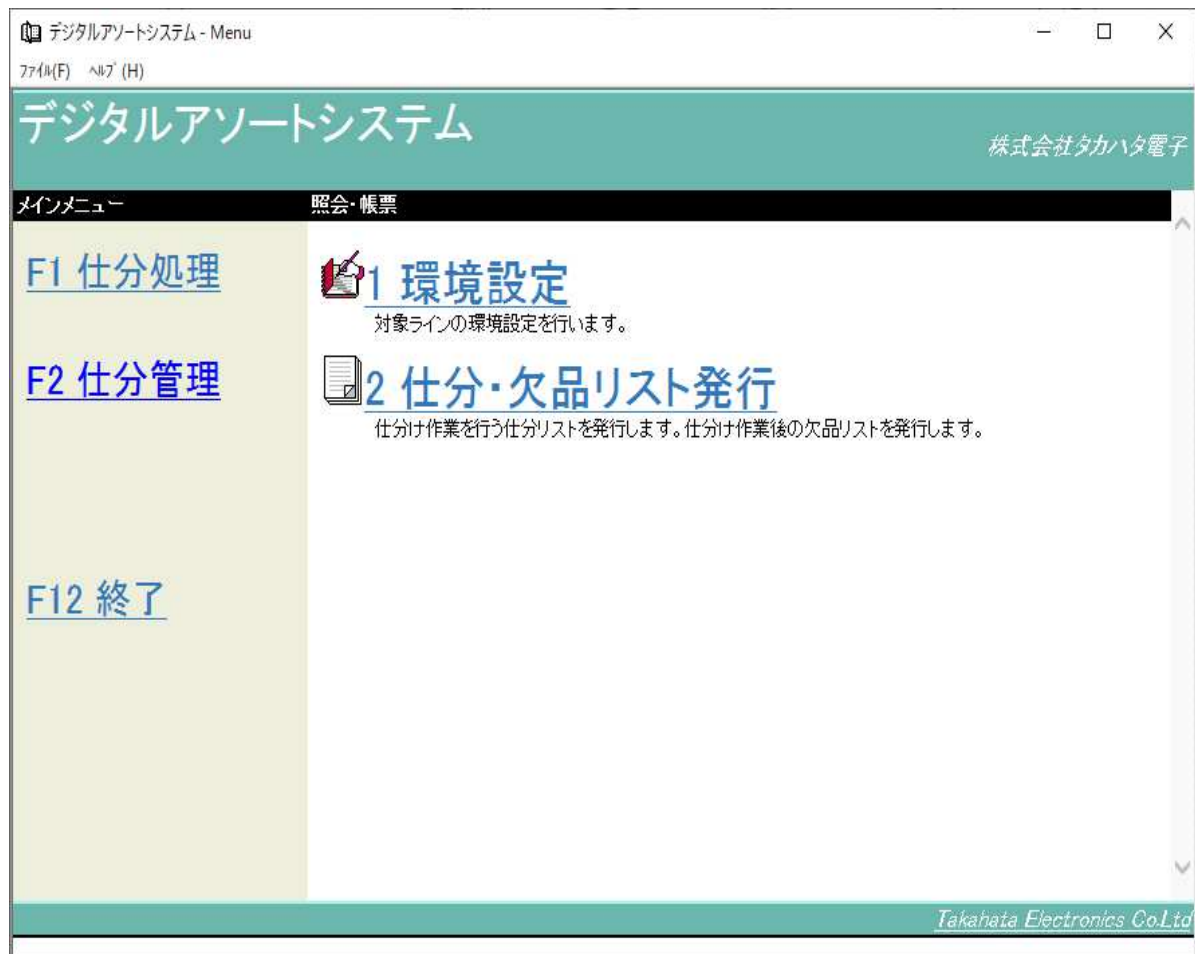 デジタルアソートシステム - Menu
ファイル(F) ヘルプ(H)
デジタルアソートシステム
株式会社タカハタ電子
メインメニュー 照会・帳票
F1 仕分処理
1 環境設定
対象ラインの環境設定を行います。
F2 仕分管理
2 仕分・欠品リスト発行
仕分け作業を行う仕分リストを発行します。仕分け作業後の欠品リストを発行します。
F12 終了
Takahata Electronics Co.Ltd